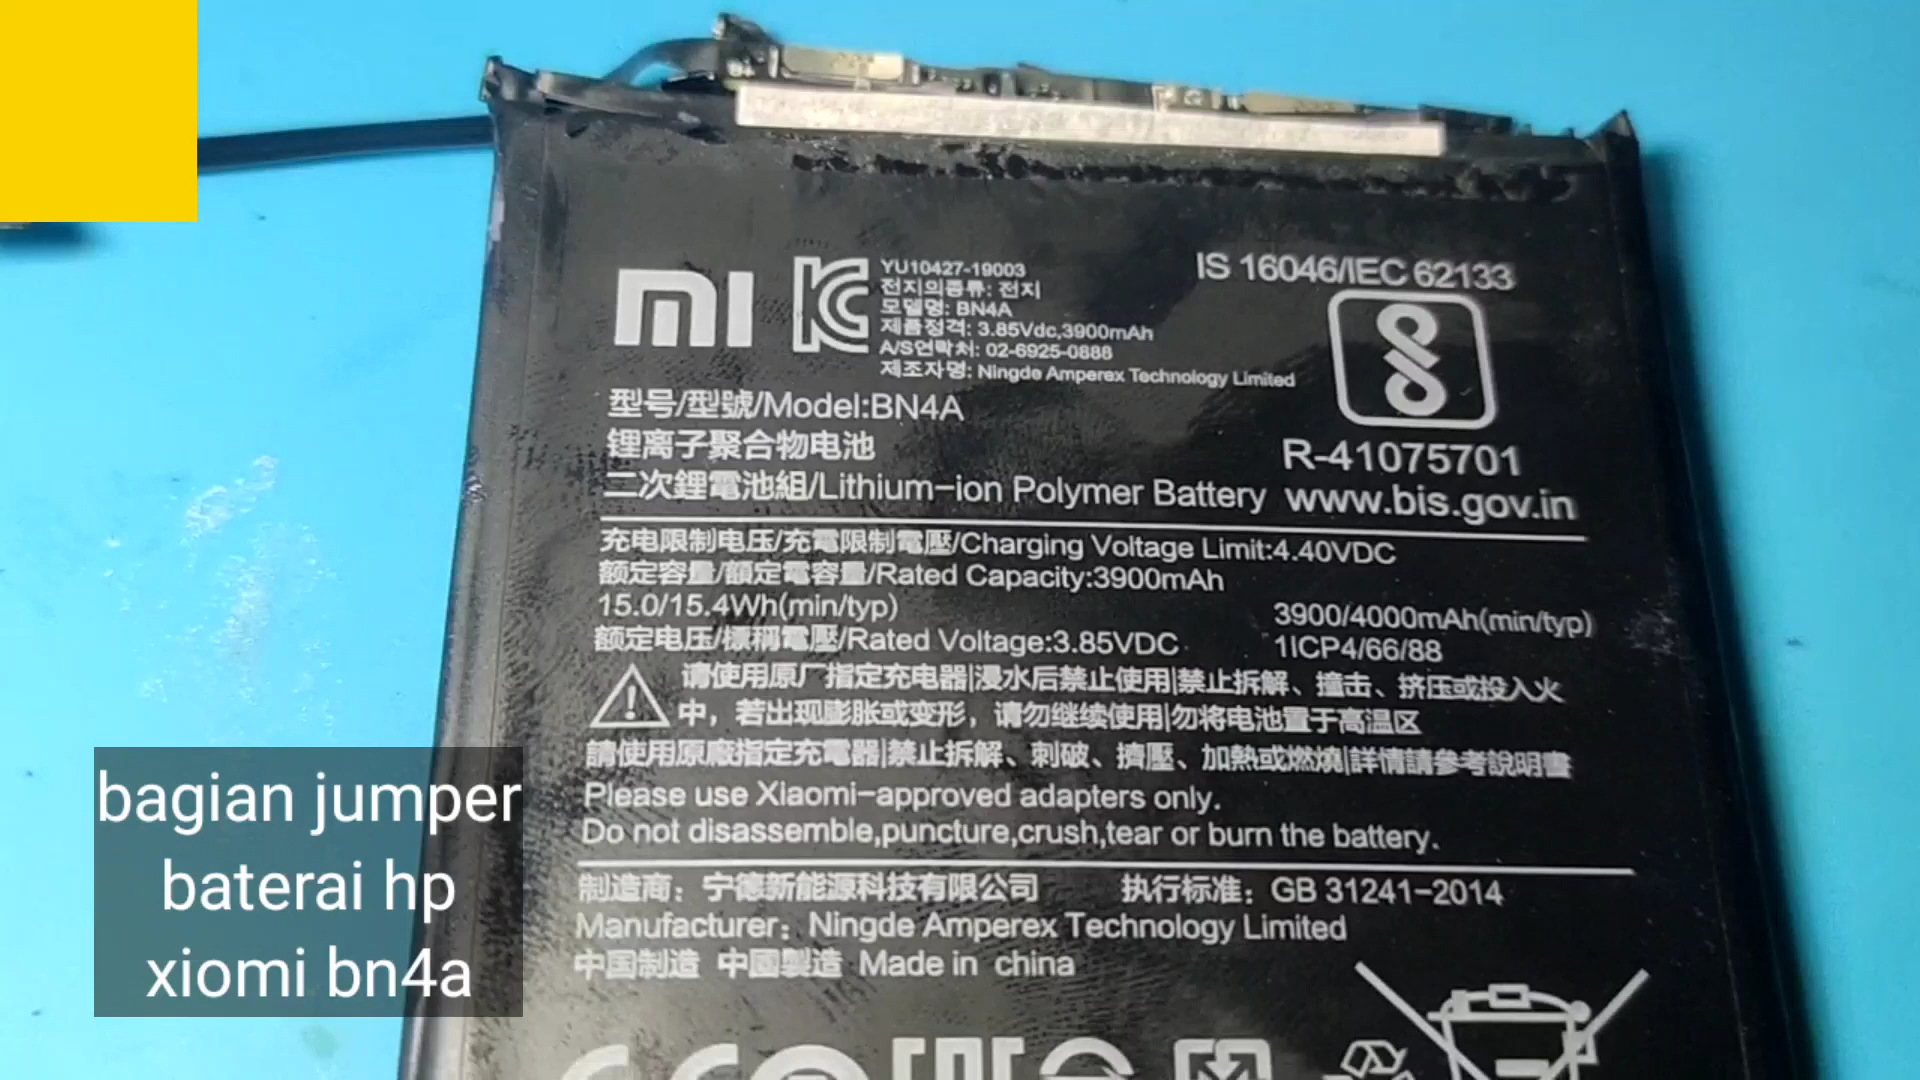 mi
YU10427-19003
전지의종류: 전지
모델명: BN4A
제품정격: 3.85Vdc,3900mAh
A/S연락처: 02-6925-0888
제조자명: Ningde Amperex Technology Limited
IS 16046/IEC 62133
R-41075701
www.bis.gov.in
型号/型號/Model:BN4A
锂离子聚合物电池
二次鋰電池組/Lithium-ion Polymer Battery
充电限制电压/充電限制電壓/Charging Voltage Limit:4.40VDC
额定容量/額定電容量/Rated Capacity:3900mAh
15.0/15.4Wh(min/typ)
3900/4000mAh(min/typ)
额定电压/標稱電壓/Rated Voltage:3.85VDC
1ICP4/66/88
请使用原厂指定充电器|浸水后禁止使用|禁止拆解、撞击、挤压或投入火
中，若出现膨胀或变形，请勿继续使用|勿将电池置于高温区
請使用原廠指定充電器|禁止拆解、刺破、擠壓、加熱或燃燒|詳情請參考說明書
Please use Xiaomi-approved adapters only.
Do not disassemble,puncture,crush,tear or burn the battery.
制造商：宁德新能源科技有限公司
执行标准：GB 31241-2014
Manufacturer：Ningde Amperex Technology Limited
中国制造 中國製造 Made in china
bagian jumper
baterai hp
xiomi bn4a